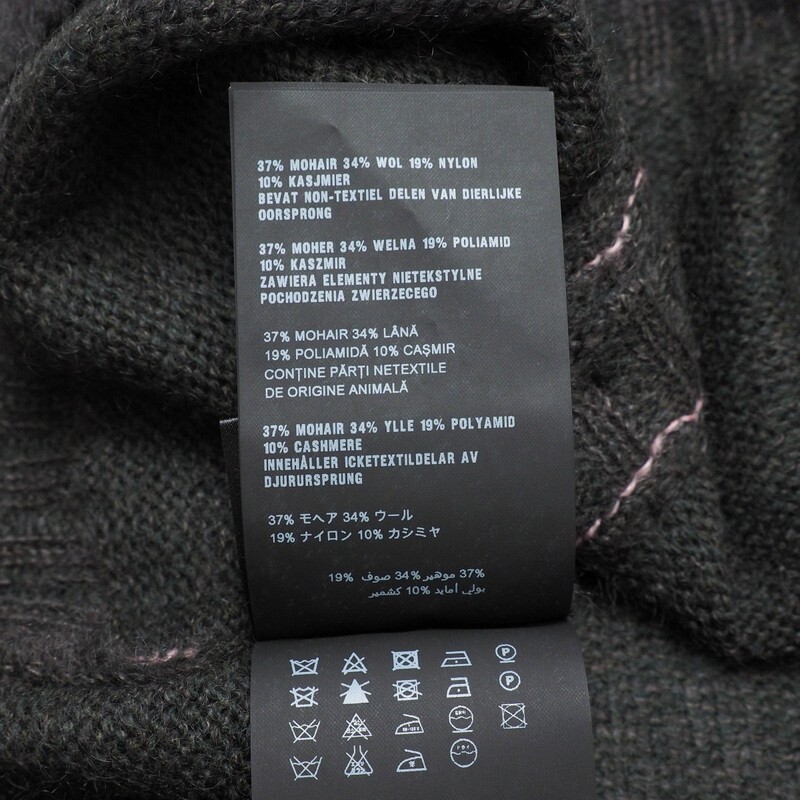 37% MOHAIR 34% WOL 19% NYLON
10% KASJMIER
BEVAT NON-TEXTIEL DELEN VAN DIERLIJKE
OORSPRONG
37% MOHER 34% WELNA 19% POLIAMID
10% KASZMIR
ZAWIERA ELEMENTY NIETEKSTYLNE
POCHODZENIA ZWIERZECEGO
37% MOHAIR 34% LÂNĂ
19% POLIAMIDĂ 10% CAȘMIR
CONȚINE PĂRȚI NETEXTILE
DE ORIGINE ANIMALĂ
37% MOHAIR 34% YLLE 19% POLYAMID
10% CASHMERE
INNEHÅLLER ICKETEXTILDELAR AV
DJURURSPRUNG
37% モヘア 34% ウール
19% ナイロン 10% カシミヤ
37% موهير 34% صوف 19%
بولي أمايد 10% كشمير
P
P